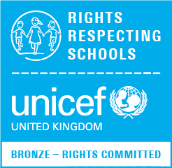 RIGHTS
RESPECTING
SCHOOLS
unicef
UNITED KINGDOM
BRONZE – RIGHTS COMMITTED